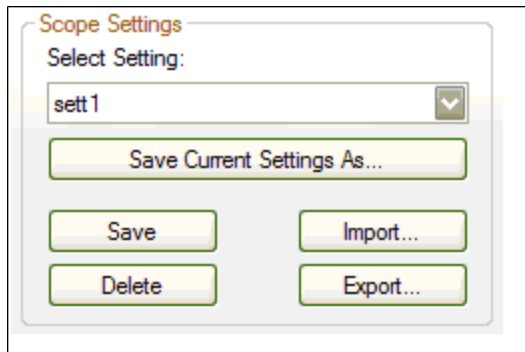 Scope Settings
Select Setting:
sett1
Save Current Settings As...
Save
Import...
Delete
Export...